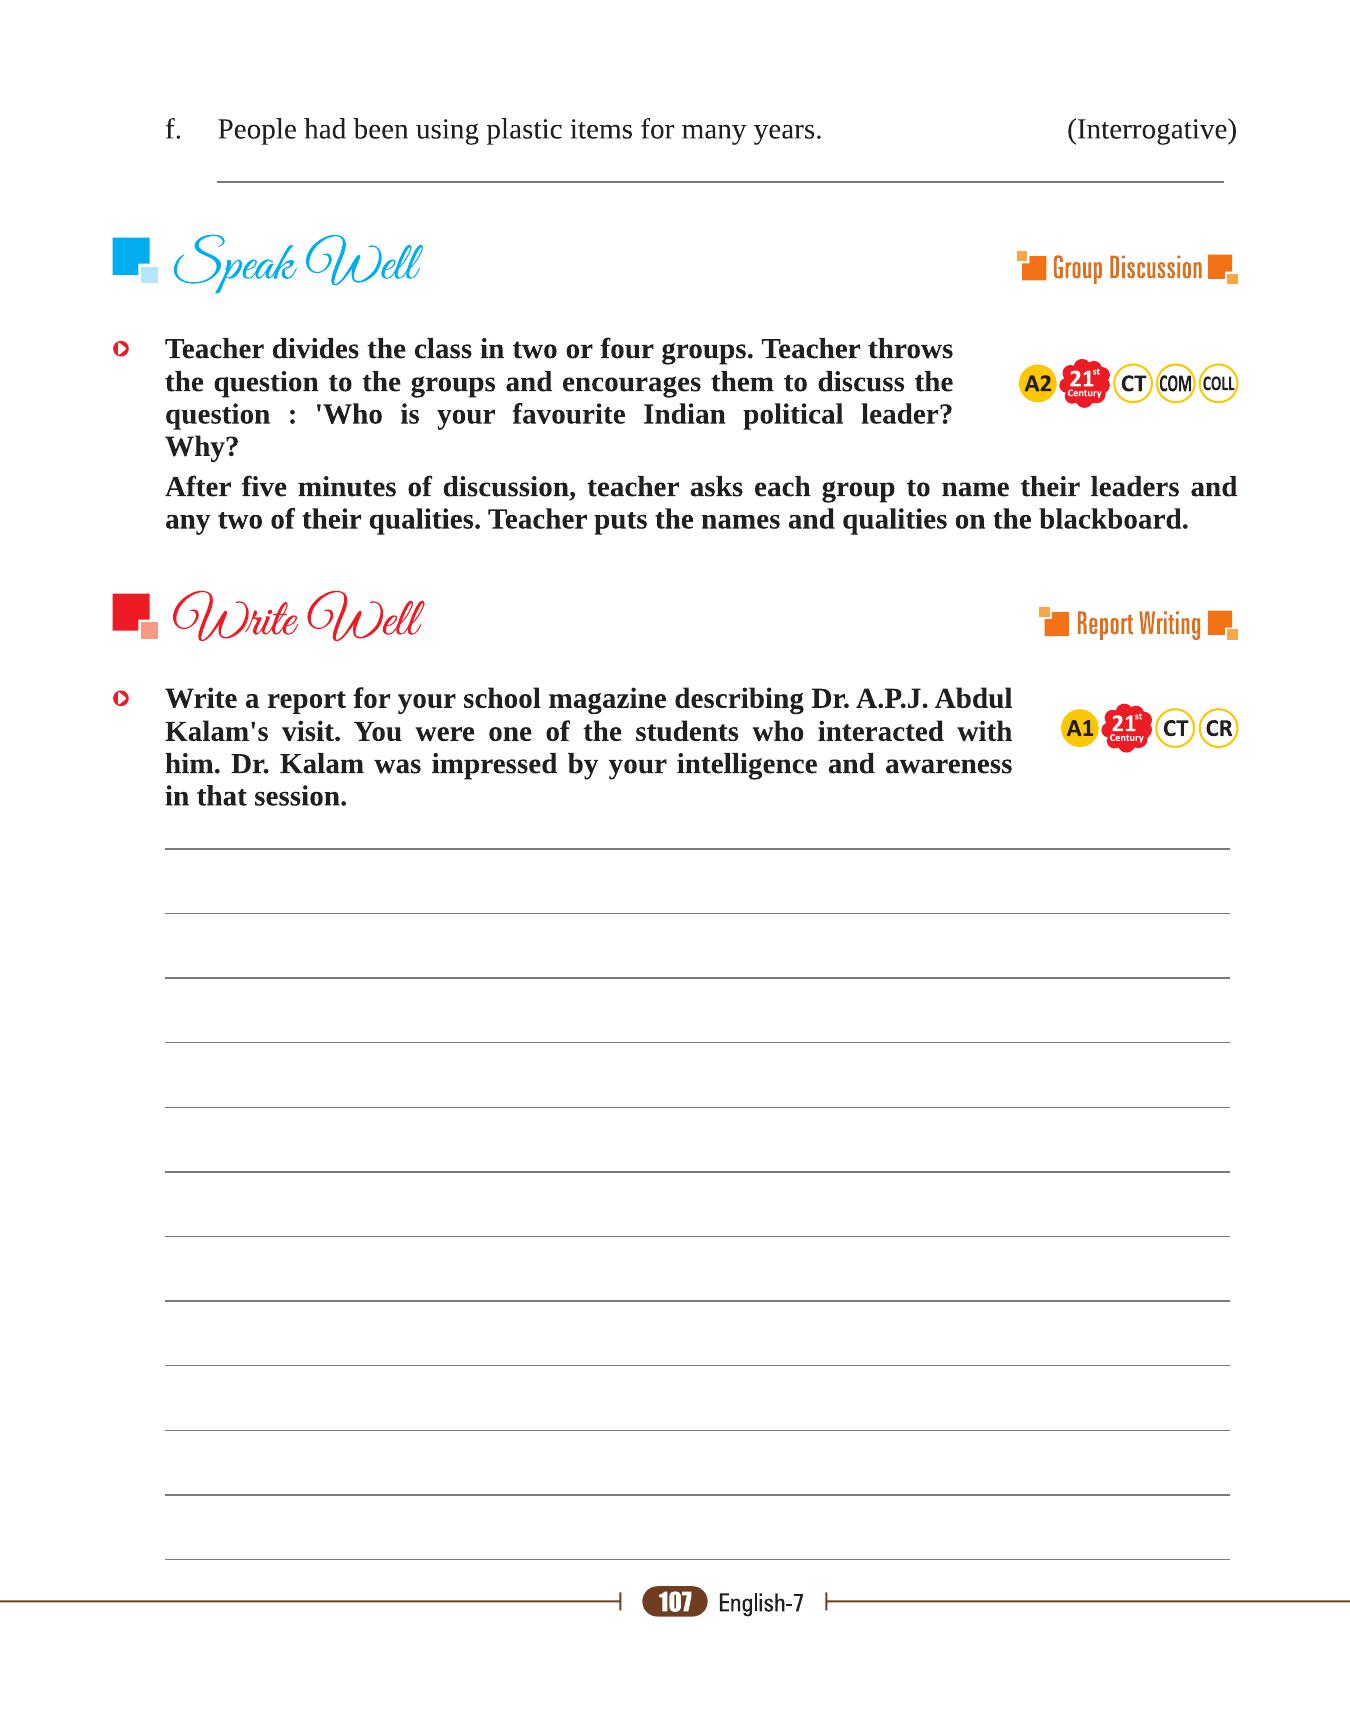 f. People had been using plastic items for many years. (Interrogative)
Speak Well
Group Discussion
Teacher divides the class in two or four groups. Teacher throws
the question to the groups and encourages them to discuss the
question : 'Who is your favourite Indian political leader?
Why?
A2 21st Century CT COM COLL
After five minutes of discussion, teacher asks each group to name their leaders and
any two of their qualities. Teacher puts the names and qualities on the blackboard.
Write Well
Report Writing
Write a report for your school magazine describing Dr. A.P.J. Abdul
Kalam's visit. You were one of the students who interacted with
him. Dr. Kalam was impressed by your intelligence and awareness
in that session.
A1 21st Century CT CR
107 English-7